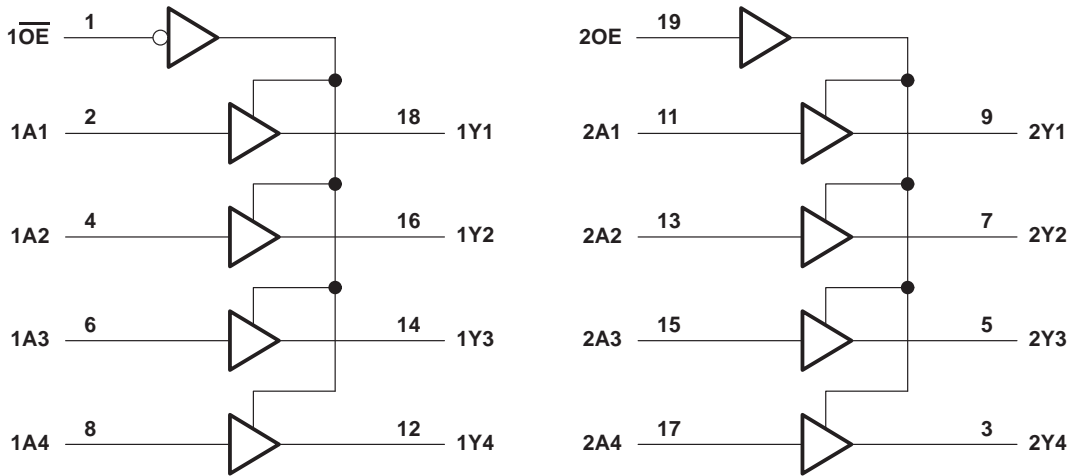 1O̅E̅ 1
1A1 2 18 1Y1
1A2 4 16 1Y2
1A3 6 14 1Y3
1A4 8 12 1Y4
2OE 19
2A1 11 9 2Y1
2A2 13 7 2Y2
2A3 15 5 2Y3
2A4 17 3 2Y4